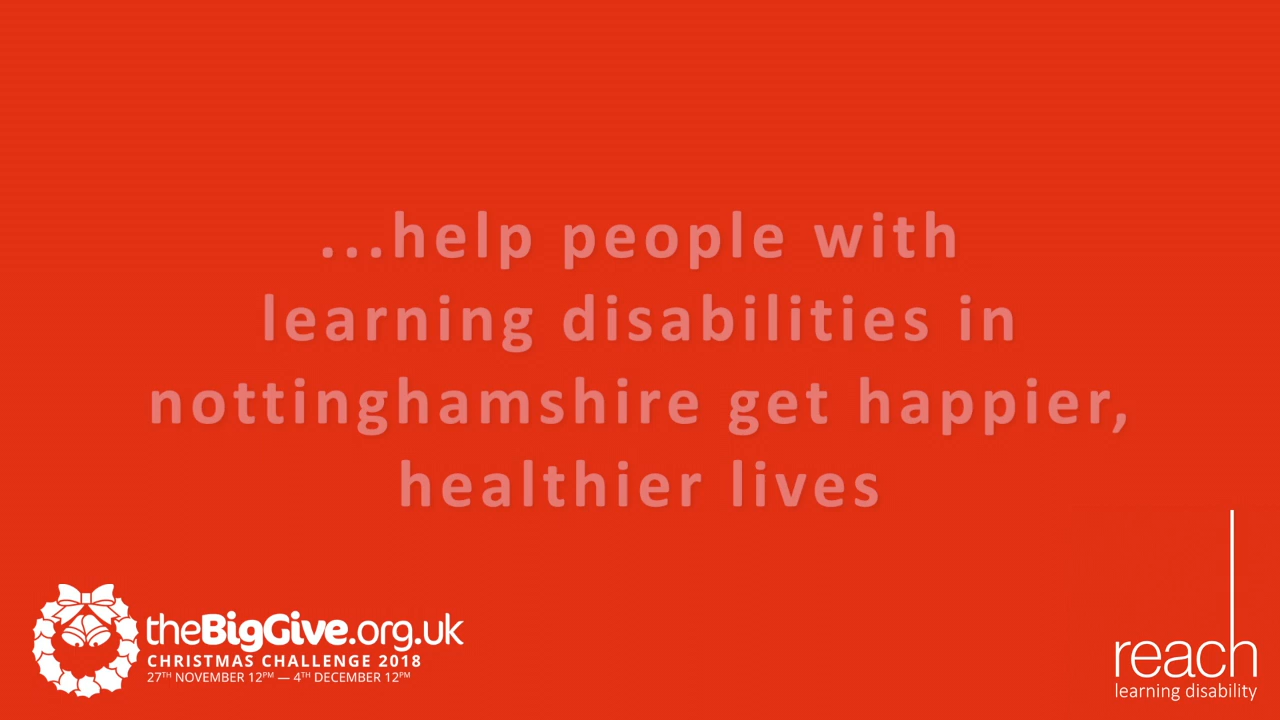 ...help people with
learning disabilities in
nottinghamshire get happier,
healthier lives
theBigGive.org.uk
CHRISTMAS CHALLENGE 2018
27TH NOVEMBER 12PM — 4TH DECEMBER 12PM
reach
learning disability